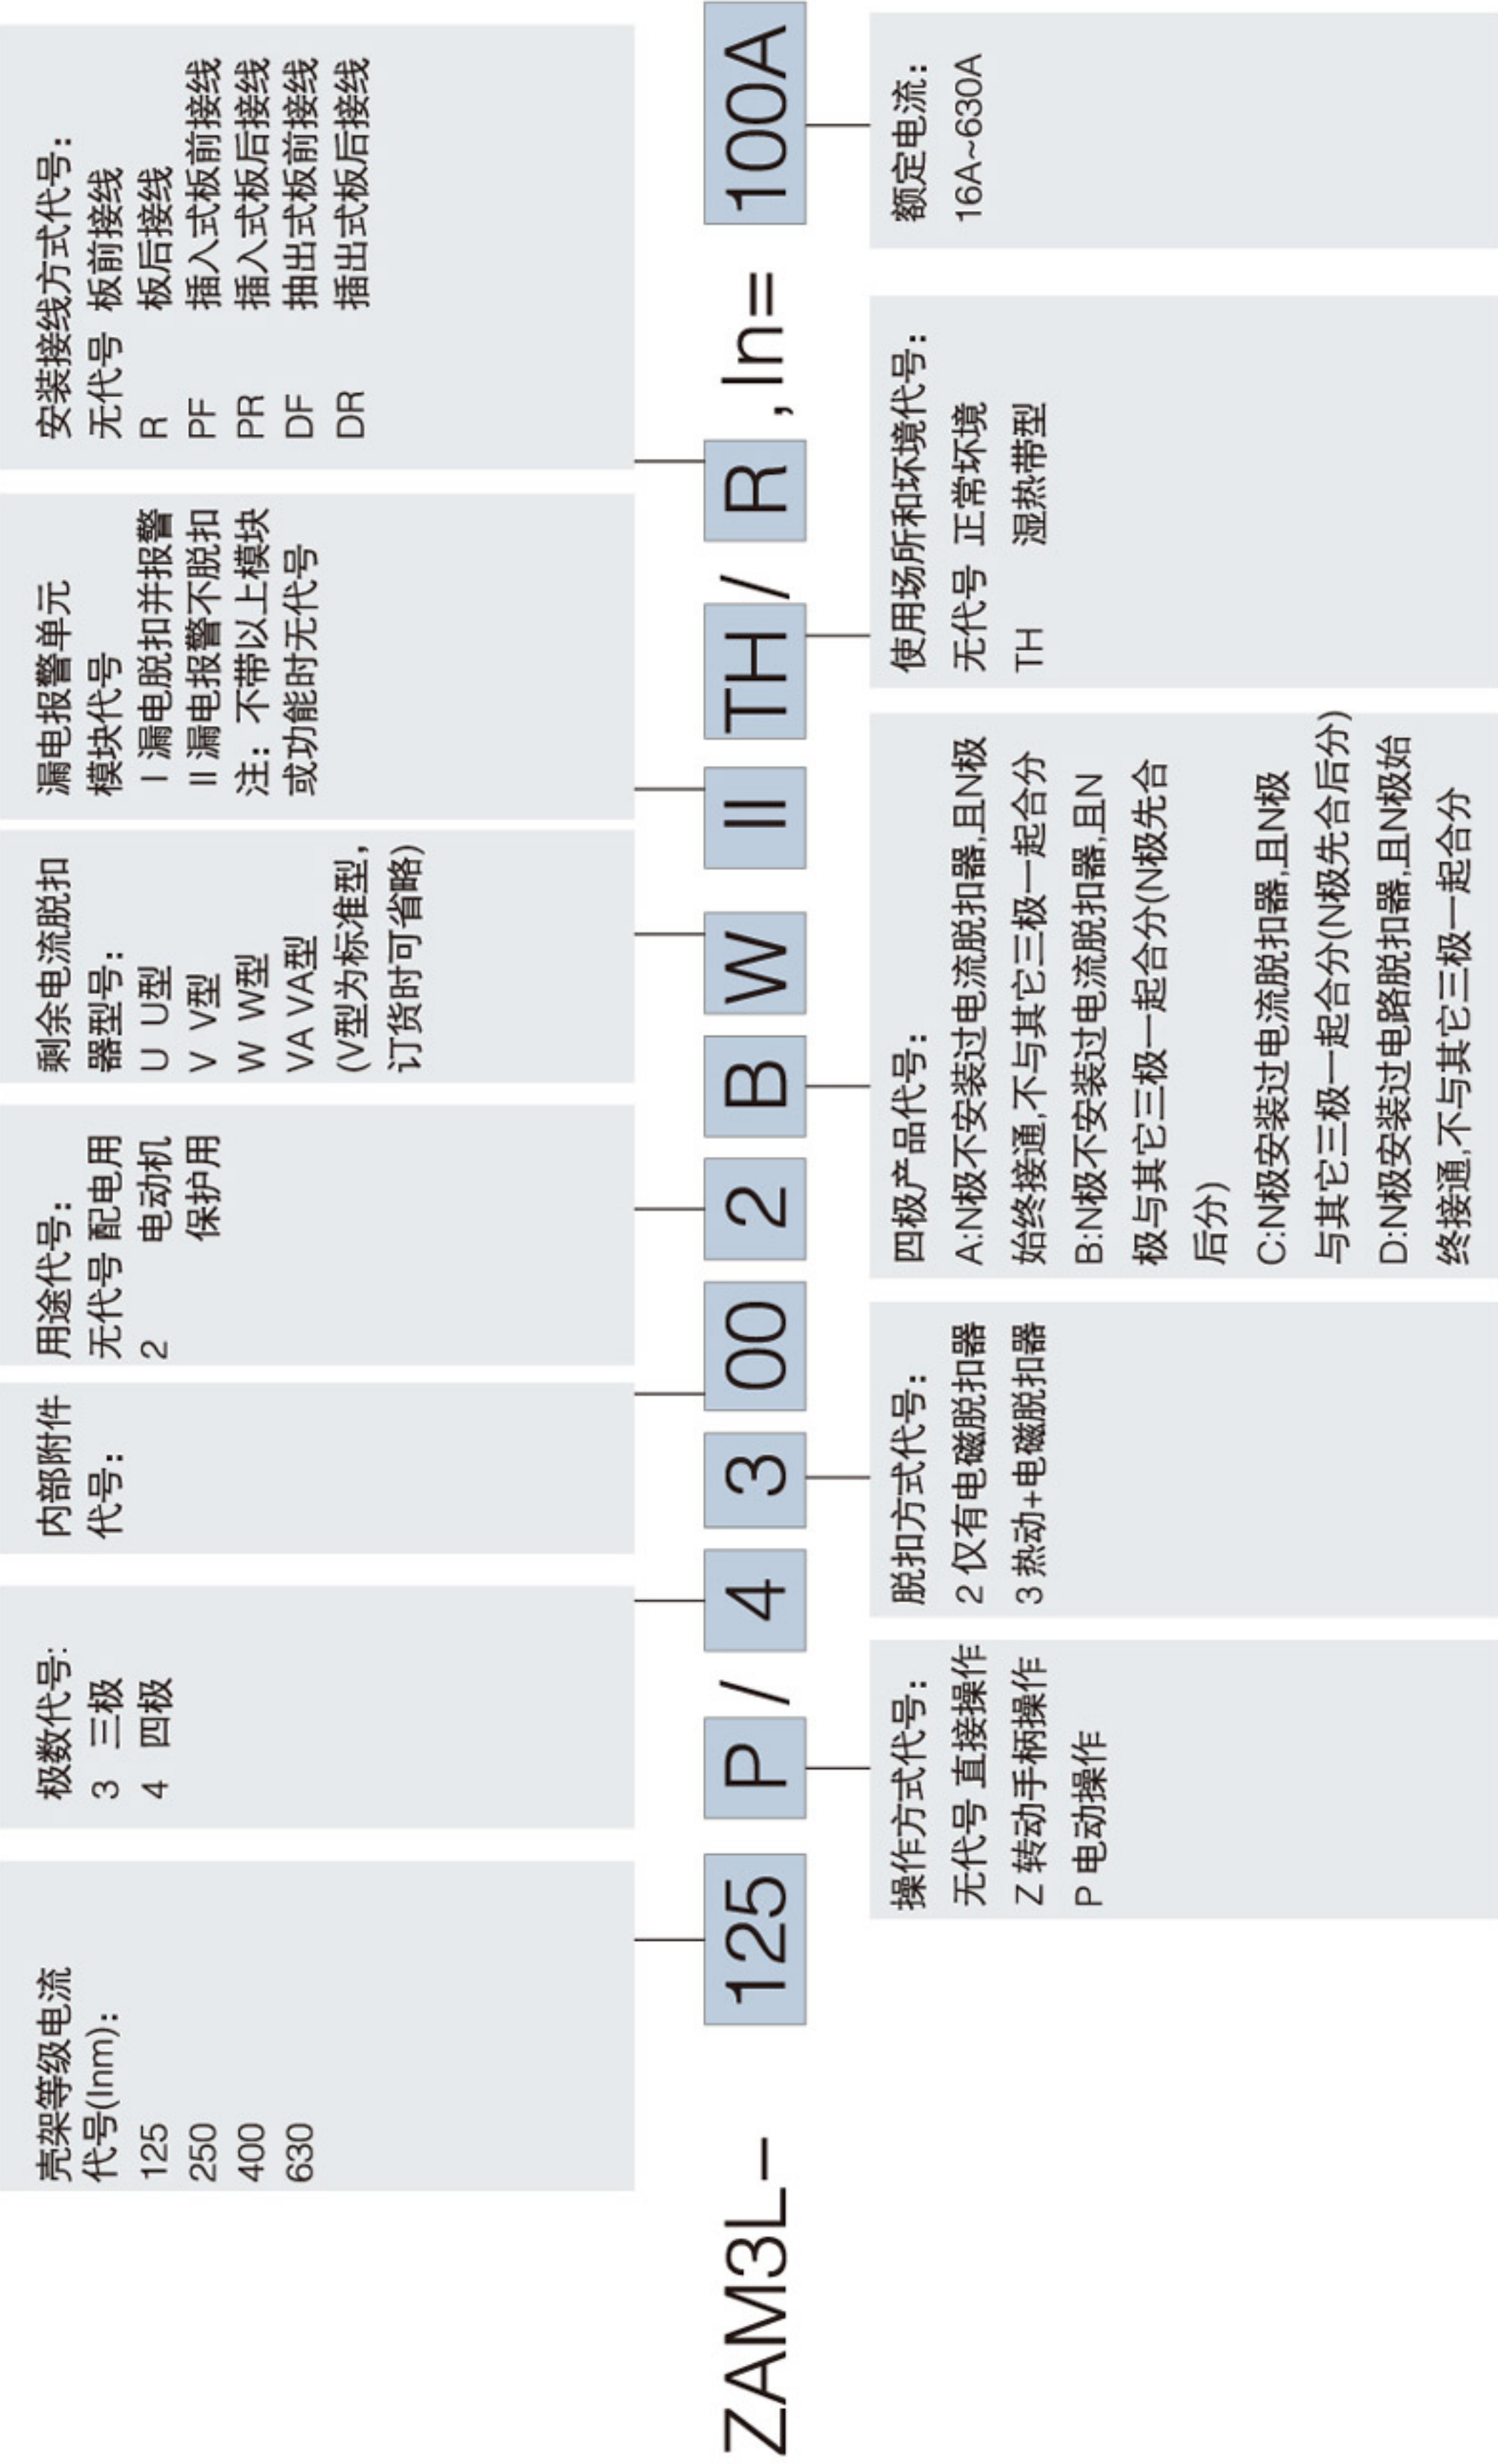 壳架等级电流
代号(Inm)：
125
250
400
630
极数代号:
3 三极
4 四极
内部附件
代号：
用途代号：
无代号 配电用
2 电动机
保护用
剩余电流脱扣
器型号：
U U型
V V型
W W型
VA VA型
(V型为标准型，
订货时可省略)
漏电报警单元
模块代号
I 漏电脱扣并报警
II 漏电报警不脱扣
注：不带以上模块
或功能时无代号
安装接线方式代号：
无代号 板前接线
R 板后接线
PF 插入式板前接线
PR 插入式板后接线
DF 抽出式板前接线
DR 插出式板后接线
ZAM3L- 125 P / 4 3 00 2 B W II TH / R , In= 100A
操作方式代号：
无代号 直接操作
Z 转动手柄操作
P 电动操作
脱扣方式代号：
2 仅有电磁脱扣器
3 热动+电磁脱扣器
四极产品代号：
A:N极不安装过电流脱扣器,且N极
始终接通,不与其它三极一起合分
B:N极不安装过电流脱扣器,且N
极与其它三极一起合分(N极先合
后分)
C:N极安装过电流脱扣器,且N极
与其它三极一起合分(N极先合后分)
D:N极安装过电路脱扣器,且N极始
终接通,不与其它三极一起合分
使用场所和环境代号：
无代号 正常环境
TH 湿热带型
额定电流：
16A~630A